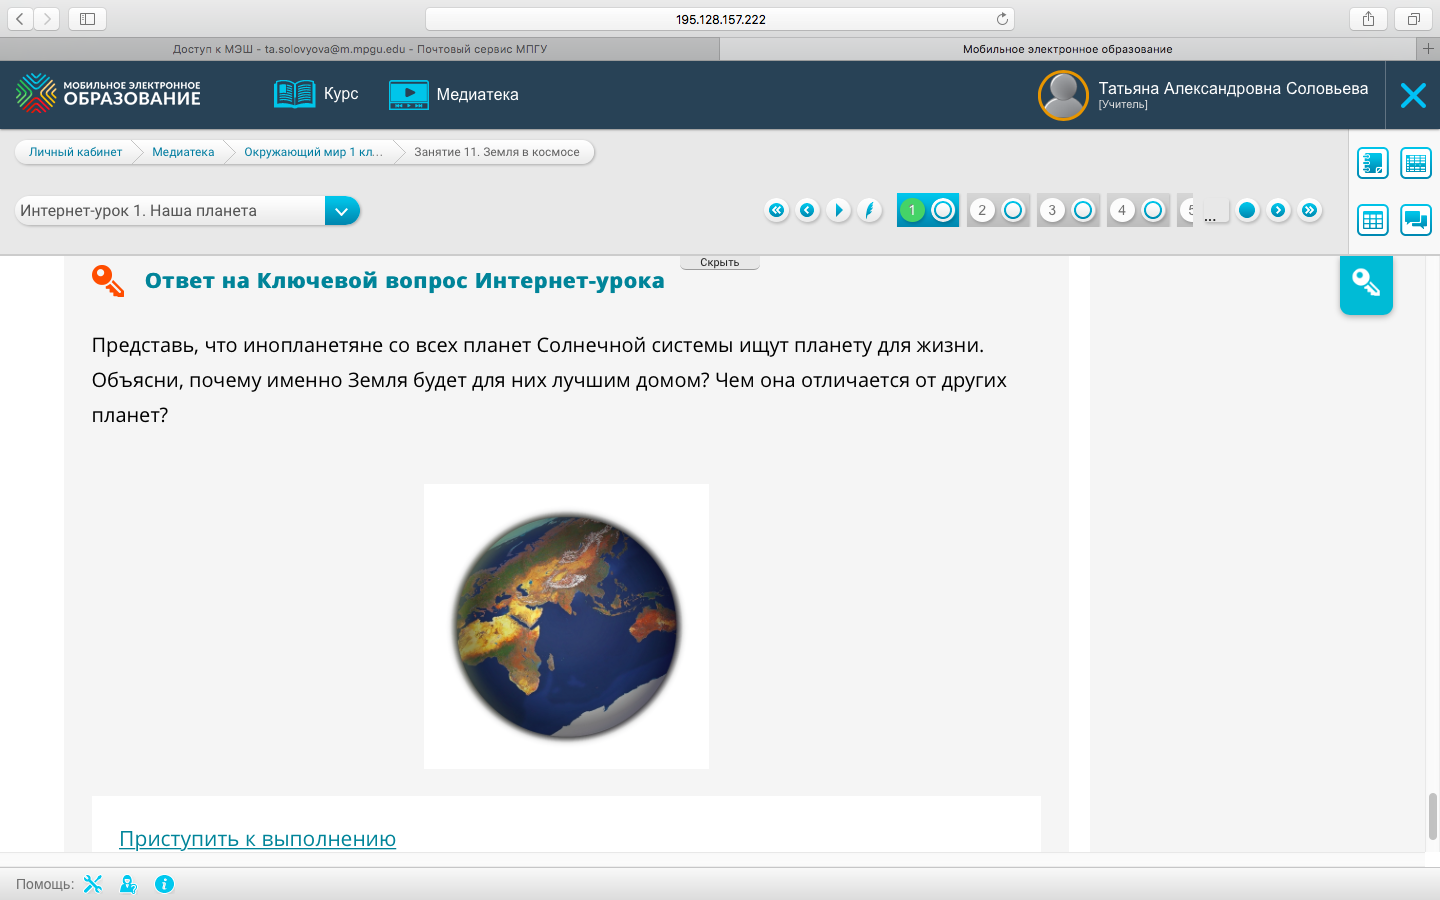 195.128.157.222
Доступ к МЭШ - ta.solovyova@m.mpgu.edu - Почтовый сервис МПГУ
Мобильное электронное образование
МОБИЛЬНОЕ ЭЛЕКТРОННОЕ
ОБРАЗОВАНИЕ
Курс
Медиатека
Татьяна Александровна Соловьева
[Учитель]
Личный кабинет
Медиатека
Окружающий мир 1 кл...
Занятие 11. Земля в космосе
Интернет-урок 1. Наша планета
1
2
3
4
5
...
Скрыть
Ответ на Ключевой вопрос Интернет-урока
Представь, что инопланетяне со всех планет Солнечной системы ищут планету для жизни.
Объясни, почему именно Земля будет для них лучшим домом? Чем она отличается от других
планет?
Приступить к выполнению
Помощь: